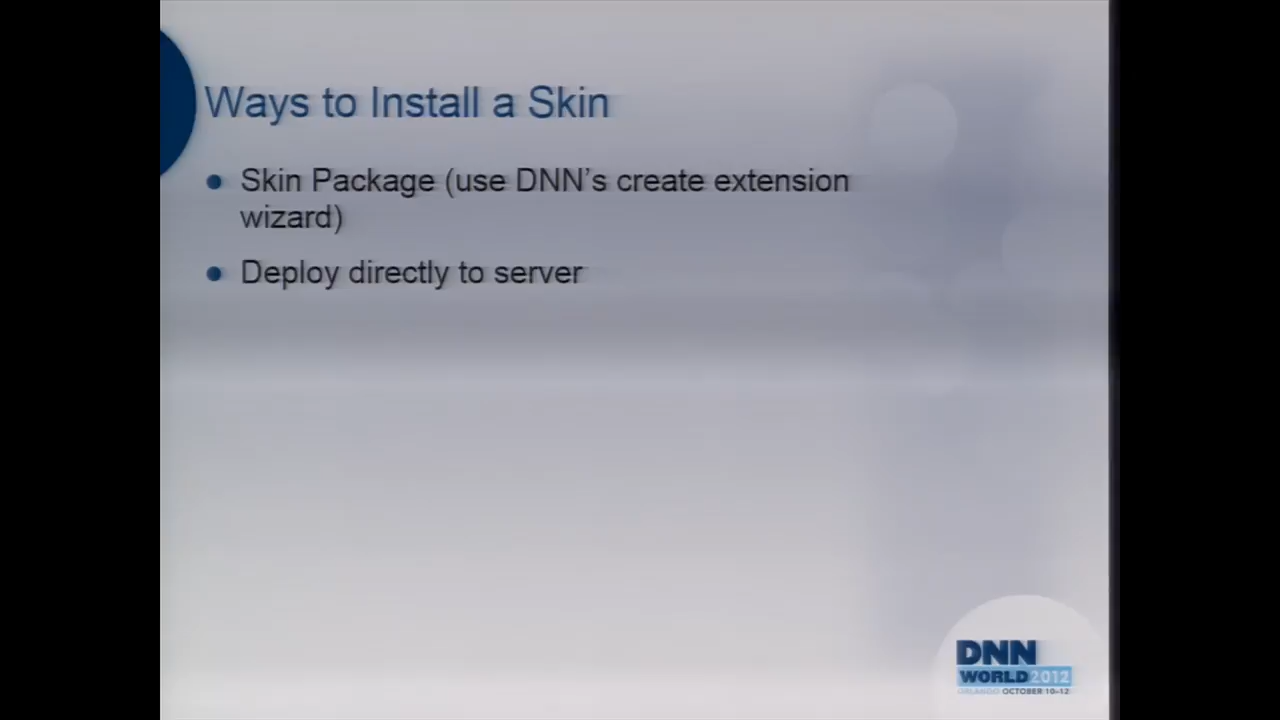 Ways to Install a Skin
Skin Package (use DNN’s create extension
wizard)
Deploy directly to server
DNN
WORLD 2012
ORLANDO OCTOBER 10-12